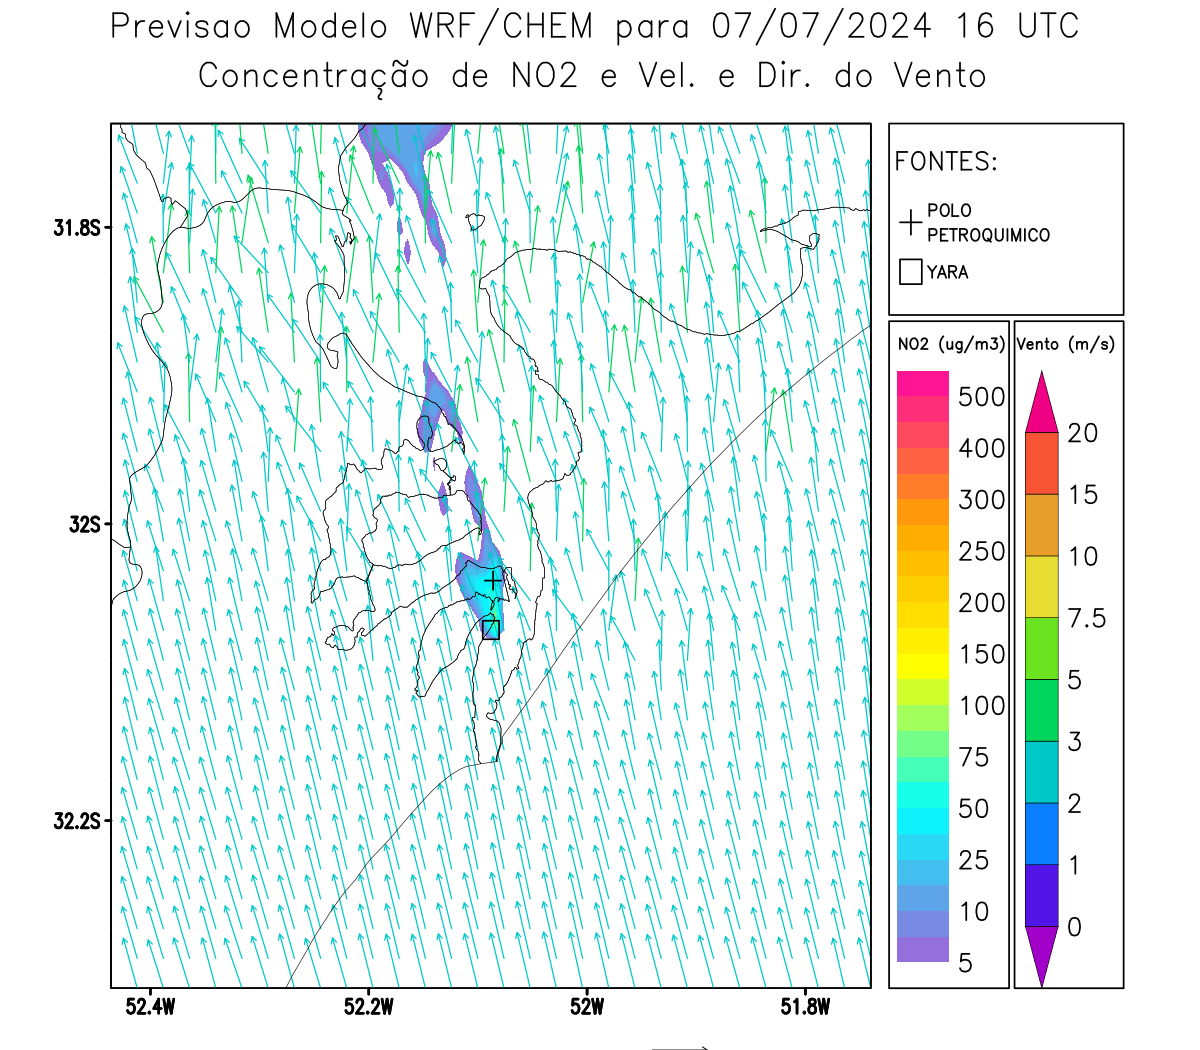 Previsao Modelo WRF/CHEM para 07/07/2024 16 UTC
Concentração de NO2 e Vel. e Dir. do Vento
FONTES:
POLO
PETROQUIMICO
YARA
NO2 (ug/m3)
500
400
300
250
200
150
100
75
50
25
10
5
Vento (m/s)
20
15
10
7.5
5
3
2
1
0
31.8S
32S
32.2S
52.4W
52.2W
52W
51.8W